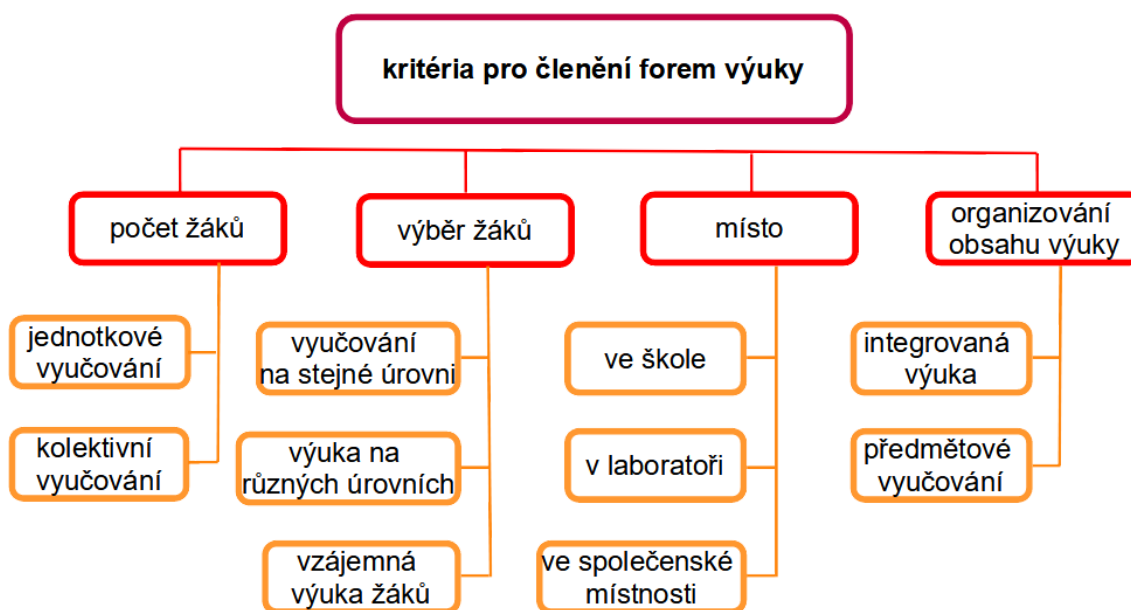 kritéria pro členění forem výuky
počet žáků
výběr žáků
místo
organizování
obsahu výuky
jednotkové
vyučování
kolektivní
vyučování
vyučování
na stejné úrovni
výuka na
různých úrovních
vzájemná
výuka žáků
ve škole
v laboratoři
ve společenské
místnosti
integrovaná
výuka
předmětové
vyučování